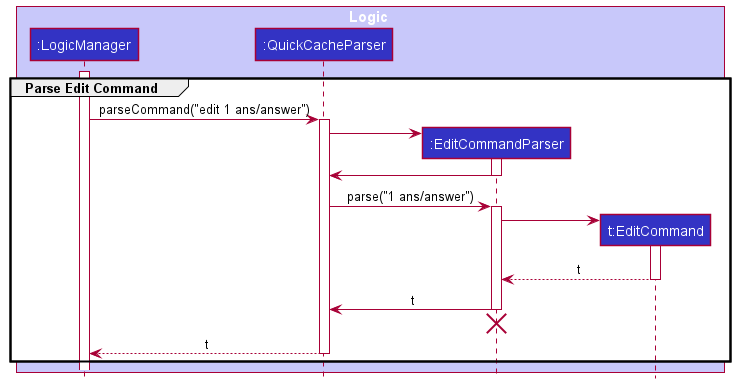 Logic
:LogicManager
:QuickCacheParser
Parse Edit Command
parseCommand("edit 1 ans/answer")
:EditCommandParser
parse("1 ans/answer")
t:EditCommand
t
t
t